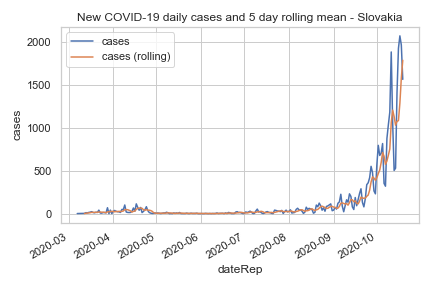 New COVID-19 daily cases and 5 day rolling mean - Slovakia
cases
cases (rolling)
2000
1500
1000
500
0
cases
2020-03
2020-04
2020-05
2020-06
2020-07
2020-08
2020-09
2020-10
dateRep